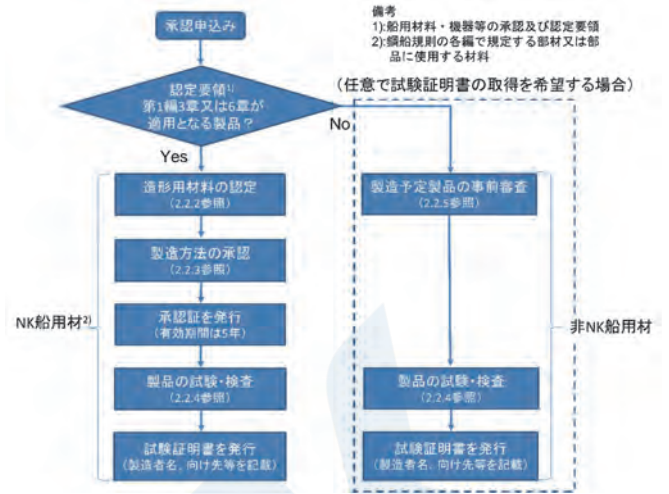 承認申込み
備考
1):船用材料・機器等の承認及び認定要領
2):鋼船規則の各編で規定する部材又は部
品に使用する材料
認定要領1)
第1編3章又は6章が
適用となる製品？
(任意で試験証明書の取得を希望する場合)
No
Yes
造形用材料の認定
(2.2.2参照)
製造予定製品の事前審査
(2.2.5参照)
製造方法の承認
(2.2.3参照)
NK船用材2)
承認証を発行
(有効期間は5年)
非NK船用材
製品の試験・検査
(2.2.4参照)
製品の試験・検査
(2.2.4参照)
試験証明書を発行
(製造者名、向け先等を記載)
試験証明書を発行
(製造者名、向け先等を記載)